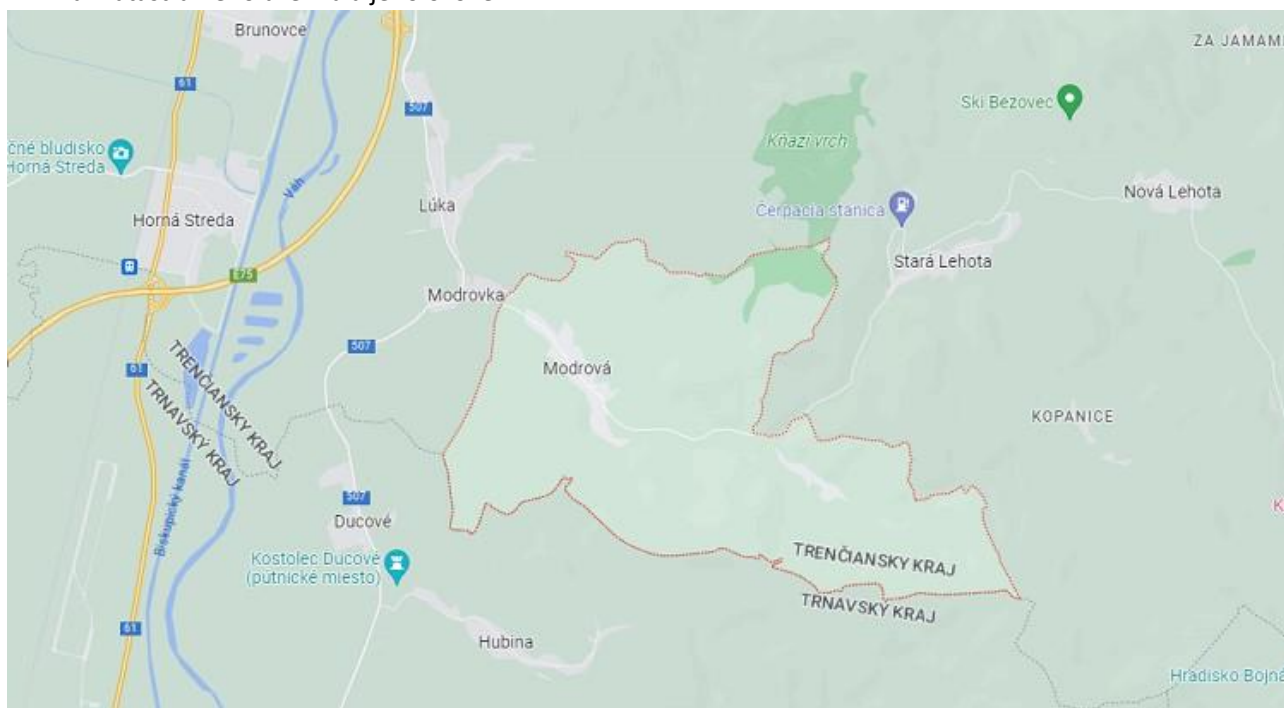 Brunovce
ZA JAMAMI
61
507
Ski Bezovec
čné bludisko
Horná Streda
Kňaží vrch
Váh
Nová Lehota
Lúka
Horná Streda
Čerpacia stanica
Stará Lehota
E75
Modrovka
507
61
TRENČIANSKY KRAJ
TRNAVSKÝ KRAJ
Modrová
KOPANICE
Biskupický kanál
507
Ducové
Kostolec Ducové
(pútnické miesto)
TRENČIANSKY KRAJ
TRNAVSKÝ KRAJ
61
Hubina
Hradisko Bojná